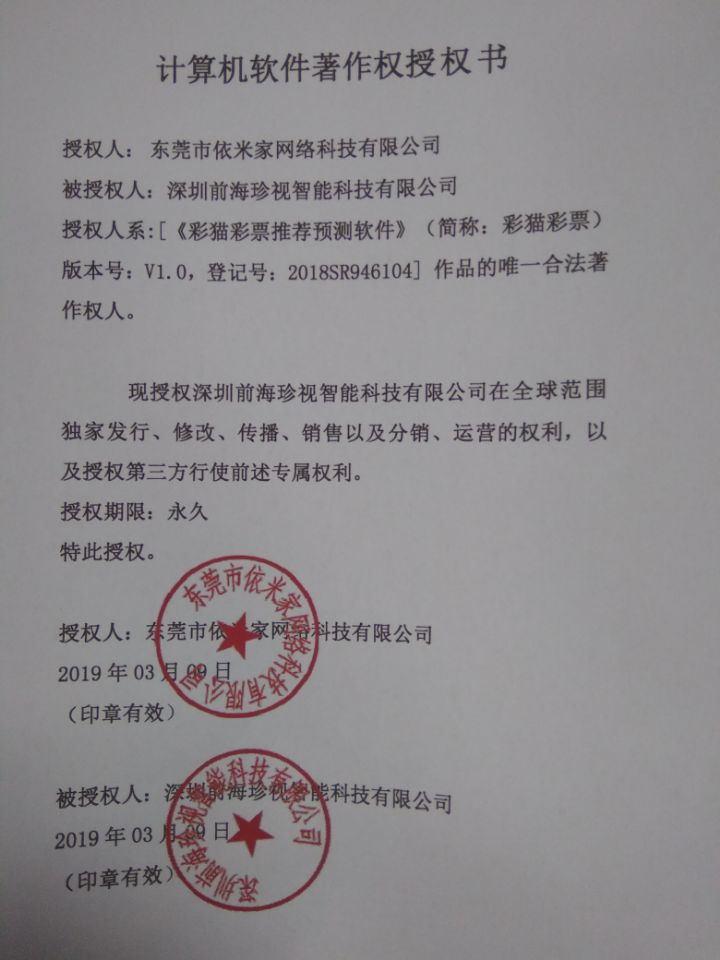 计算机软件著作权授权书
授权人：东莞市依米家网络科技有限公司
被授权人：深圳前海珍视智能科技有限公司
授权人系:[《彩猫彩票推荐预测软件》（简称：彩猫彩票）
版本号：V1.0，登记号：2018SR946104] 作品的唯一合法著
作权人。
现授权深圳前海珍视智能科技有限公司在全球范围
独家发行、修改、传播、销售以及分销、运营的权利，以
及授权第三方行使前述专属权利。
授权期限：永久
特此授权。
东莞市依米家网络科技有限公司
授权人：东莞市依米家网络科技有限公司
2019 年 03 月 09 日
（印章有效）
深圳前海珍视智能科技有限公司
被授权人：深圳前海珍视智能科技有限公司
2019 年 03 月 09 日
（印章有效）